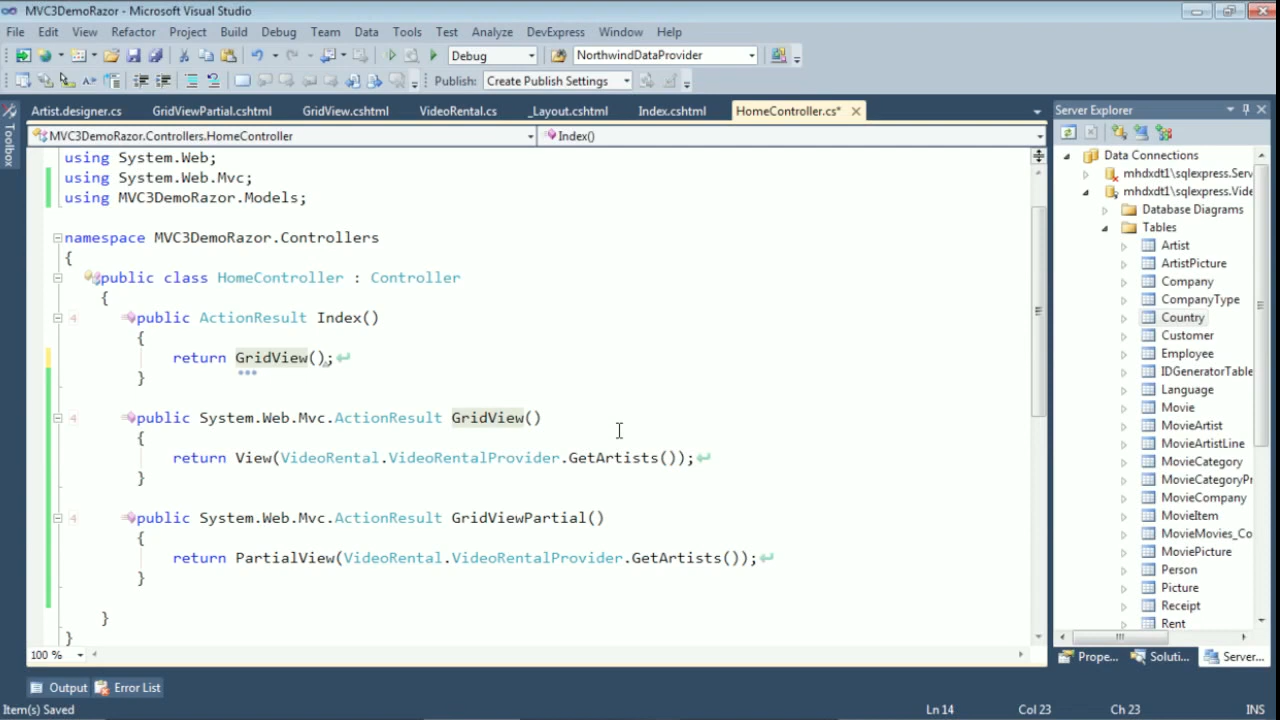 MVC3DemoRazor - Microsoft Visual Studio
File Edit View Refactor Project Build Debug Team Data Tools Test Analyze DevExpress Window Help
Debug NorthwindDataProvider
Publish: Create Publish Settings
Artist.designer.cs GridViewPartial.cshtml GridView.cshtml VideoRental.cs _Layout.cshtml Index.cshtml HomeController.cs*
MVC3DemoRazor.Controllers.HomeController Index()
Toolbox
using System.Web;
using System.Web.Mvc;
using MVC3DemoRazor.Models;
namespace MVC3DemoRazor.Controllers
{
public class HomeController : Controller
{
4 public ActionResult Index()
{
return GridView();
}
4 public System.Web.Mvc.ActionResult GridView()
{
return View(VideoRental.VideoRentalProvider.GetArtists());
}
4 public System.Web.Mvc.ActionResult GridViewPartial()
{
return PartialView(VideoRental.VideoRentalProvider.GetArtists());
}
}
}
100 %
Server Explorer
Data Connections
mhdxdt1\sqlexpress.Serv
mhdxdt1\sqlexpress.Vide
Database Diagrams
Tables
Artist
ArtistPicture
Company
CompanyType
Country
Customer
Employee
IDGeneratorTable
Language
Movie
MovieArtist
MovieArtistLine
MovieCategory
MovieCategoryPr
MovieCompany
MovieItem
MovieMovies_Co
MoviePicture
Person
Picture
Receipt
Rent
Prope... Soluti... Server...
Output Error List
Item(s) Saved Ln 14 Col 23 Ch 23 INS